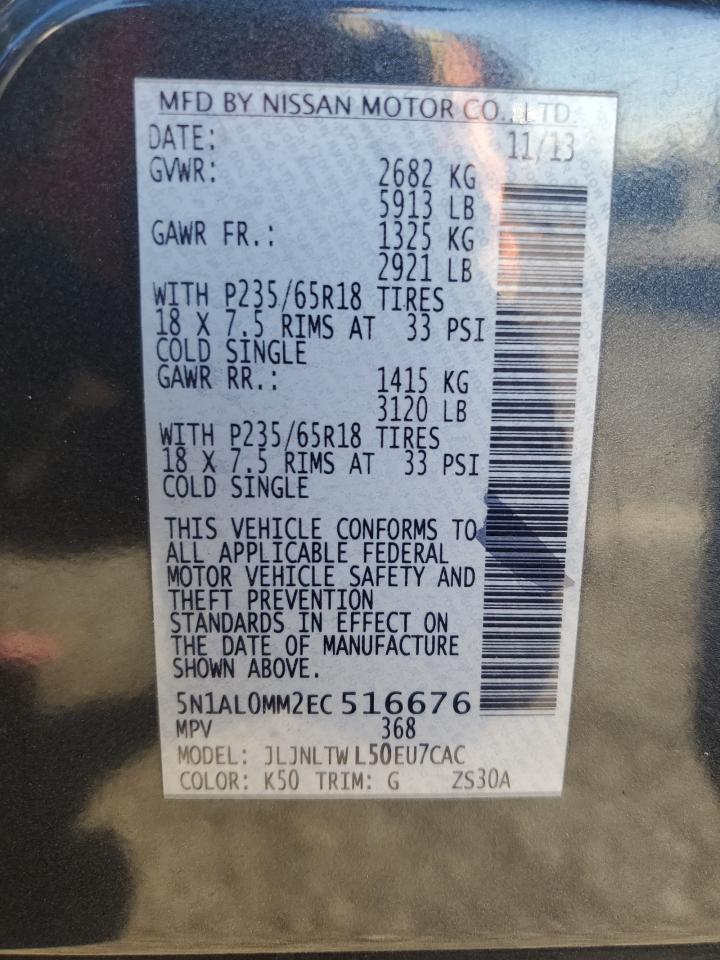 MFD BY NISSAN MOTOR CO., LTD.
DATE: 11/13
GVWR: 2682 KG
5913 LB
GAWR FR.: 1325 KG
2921 LB
WITH P235/65R18 TIRES
18 X 7.5 RIMS AT 33 PSI
COLD SINGLE
GAWR RR.: 1415 KG
3120 LB
WITH P235/65R18 TIRES
18 X 7.5 RIMS AT 33 PSI
COLD SINGLE
THIS VEHICLE CONFORMS TO
ALL APPLICABLE FEDERAL
MOTOR VEHICLE SAFETY AND
THEFT PREVENTION
STANDARDS IN EFFECT ON
THE DATE OF MANUFACTURE
SHOWN ABOVE.
5N1AL0MM2EC516676
MPV 368
MODEL: JLJNLTWL50EU7CAC
COLOR: K50 TRIM: G ZS30A